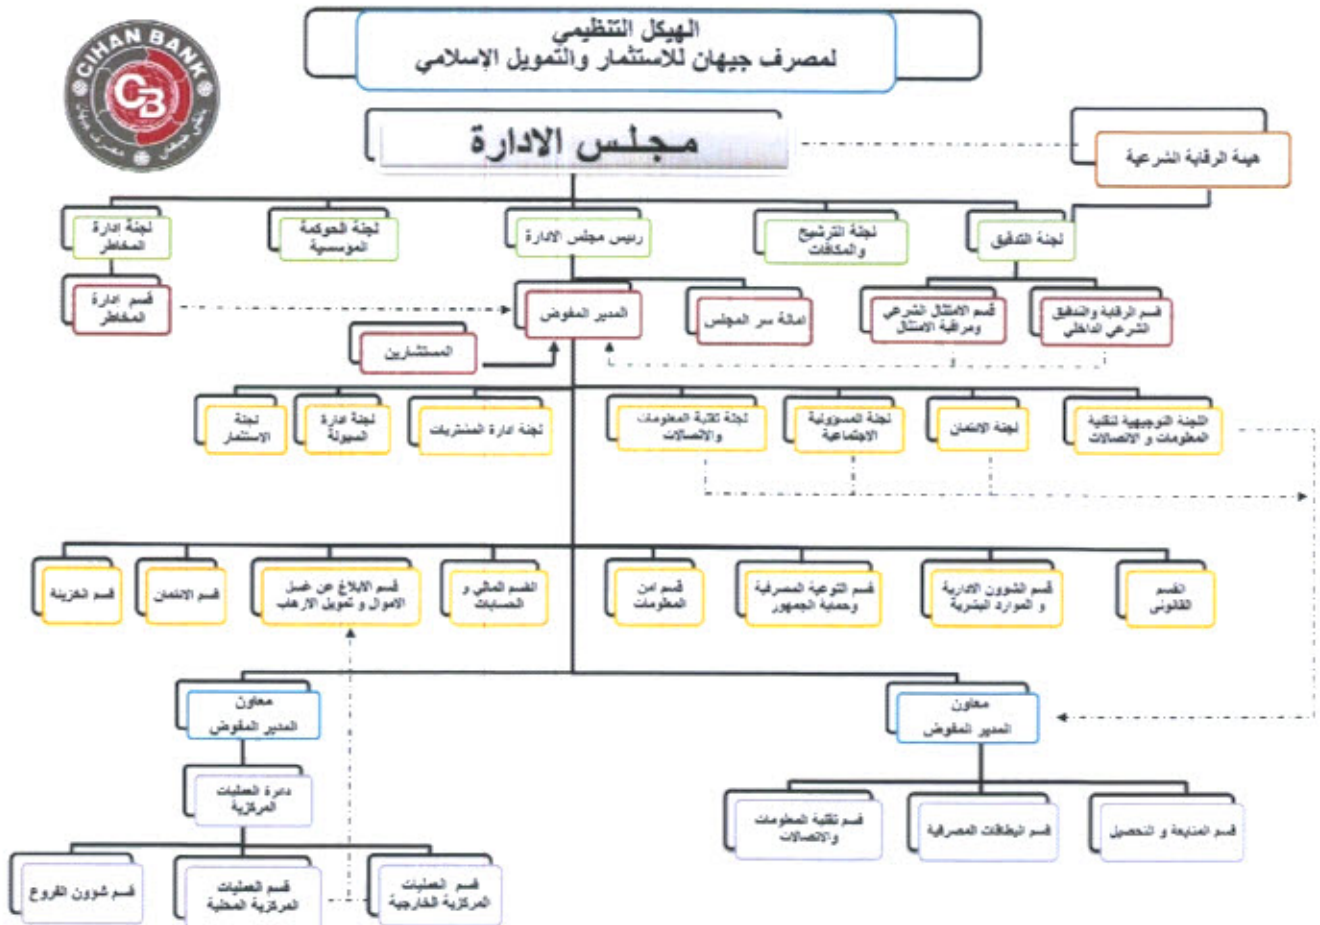 الهيكل التنظيمي
لمصرف جيهان للاستثمار والتمويل الإسلامي
CIHAN BANK
CB
بانكي جيهان
مصرف جيهان
مجلس الادارة
هيئة الرقابة الشرعية
لجنة التدقيق
لجنة الترشيح
والمكافات
رئيس مجلس الادارة
لجنة الحوكمة
المؤسسية
لجنة ادارة
المخاطر
قسم الرقابة والتدقيق
الشرعي الداخلي
قسم الامتثال الشرعي
ومراقبة الامتثال
امانة سر المجلس
المدير المفوض
قسم ادارة
المخاطر
المستشارين
اللجنة التوجيهية لتقنية
المعلومات و الاتصالات
لجنة الائتمان
لجنة المسؤولية
الاجتماعية
لجنة تقنية المعلومات
والاتصالات
لجنة ادارة المشتريات
لجنة ادارة
السيولة
لجنة
الاستثمار
القسم
القانوني
قسم الشؤون الادارية
و الموارد البشرية
قسم التوعية المصرفية
وحماية الجمهور
قسم امن
المعلومات
القسم المالي و
الحسابات
قسم الابلاغ عن غسل
الاموال و تمويل الارهاب
قسم الائتمان
قسم الخزينة
معاون
المدير المفوض
معاون
المدير المفوض
قسم المتابعة و التحصيل
قسم البطاقات المصرفية
قسم تقنية المعلومات
والاتصالات
دائرة العمليات
المركزية
قسم العمليات
المركزية الخارجية
قسم العمليات
المركزية المحلية
قسم شؤون الفروع